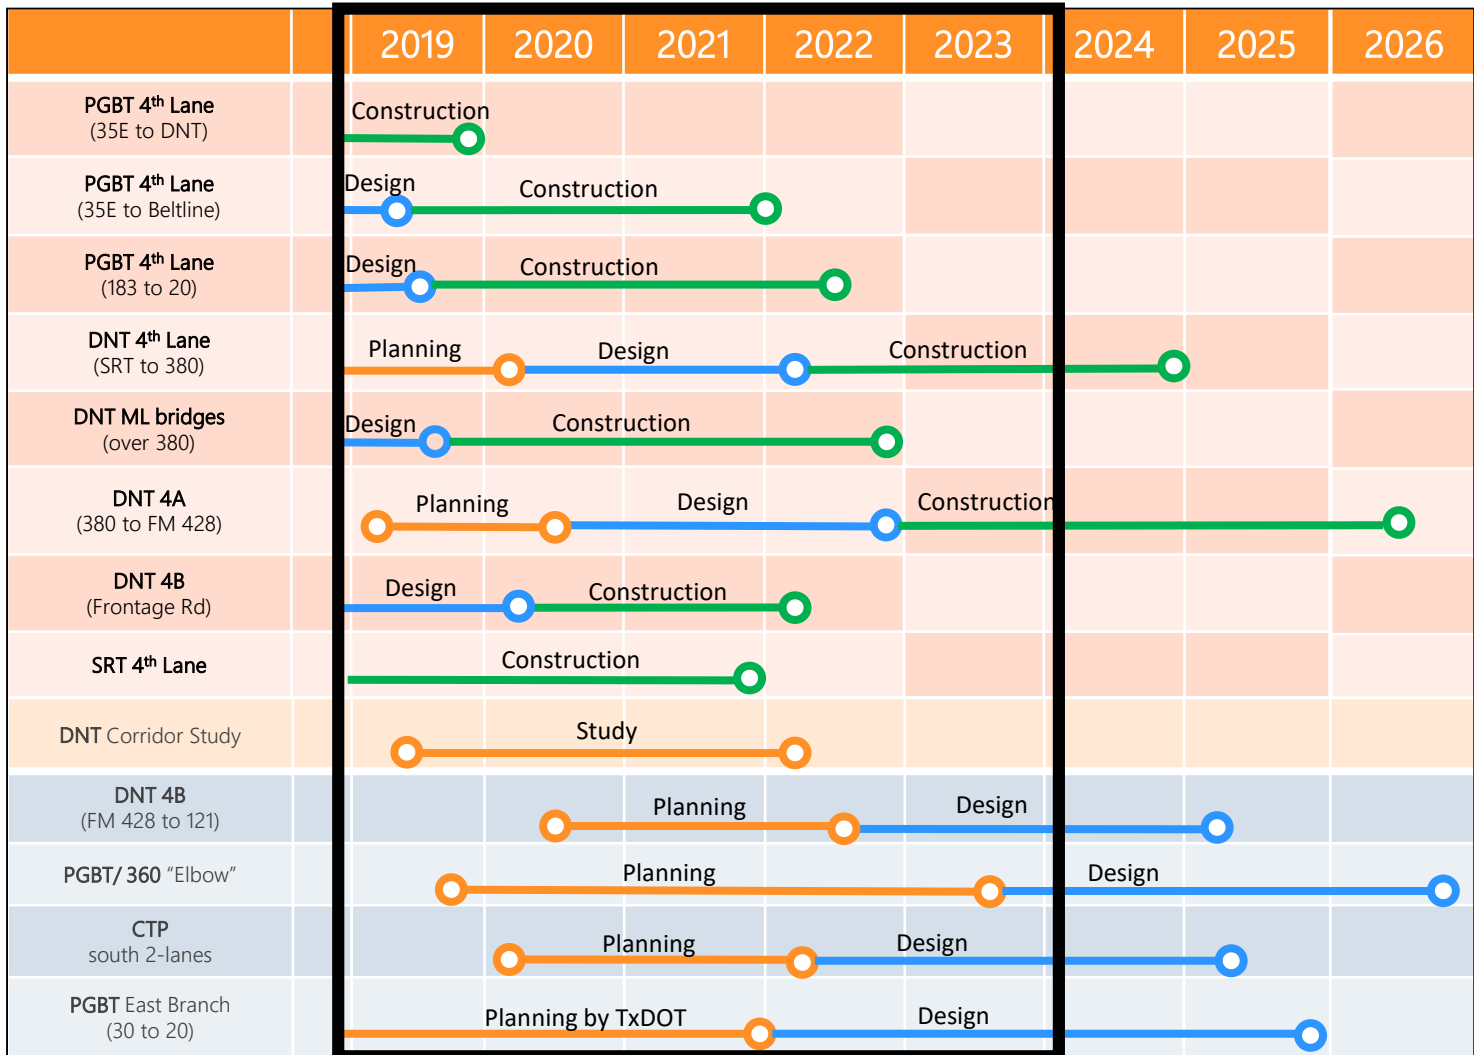 2019 2020 2021 2022 2023 2024 2025 2026
PGBT 4th Lane
(35E to DNT)
Construction
PGBT 4th Lane
(35E to Beltline)
Design Construction
PGBT 4th Lane
(183 to 20)
Design Construction
DNT 4th Lane
(SRT to 380)
Planning Design Construction
DNT ML bridges
(over 380)
Design Construction
DNT 4A
(380 to FM 428)
Planning Design Construction
DNT 4B
(Frontage Rd)
Design Construction
SRT 4th Lane
Construction
DNT Corridor Study
Study
DNT 4B
(FM 428 to 121)
Planning Design
PGBT/ 360 “Elbow”
Planning Design
CTP
south 2-lanes
Planning Design
PGBT East Branch
(30 to 20)
Planning by TxDOT Design